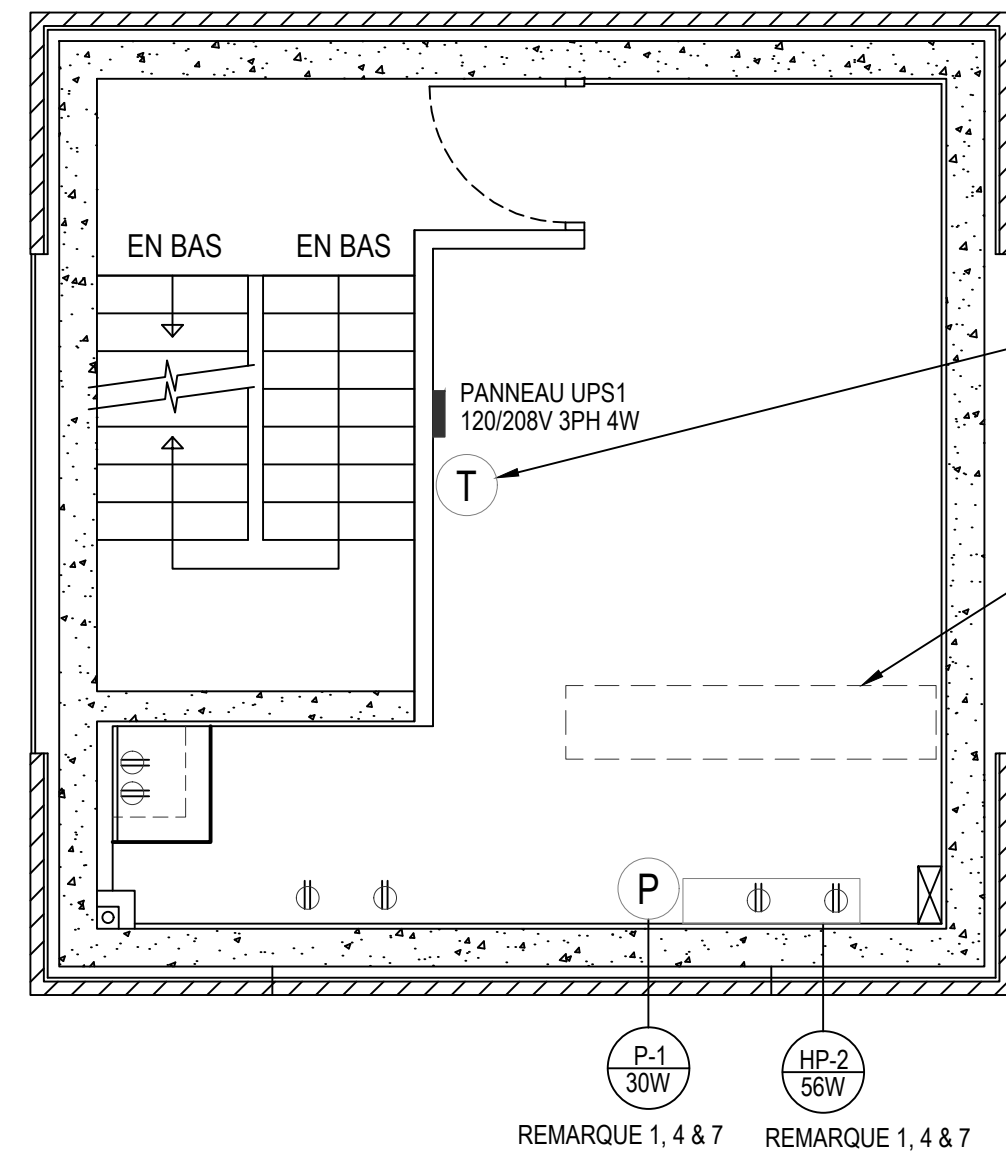 EN BAS EN BAS
PANNEAU UPS1
120/208V 3PH 4W
T
P
P-1
30W
HP-2
56W
REMARQUE 1, 4 & 7 REMARQUE 1, 4 & 7